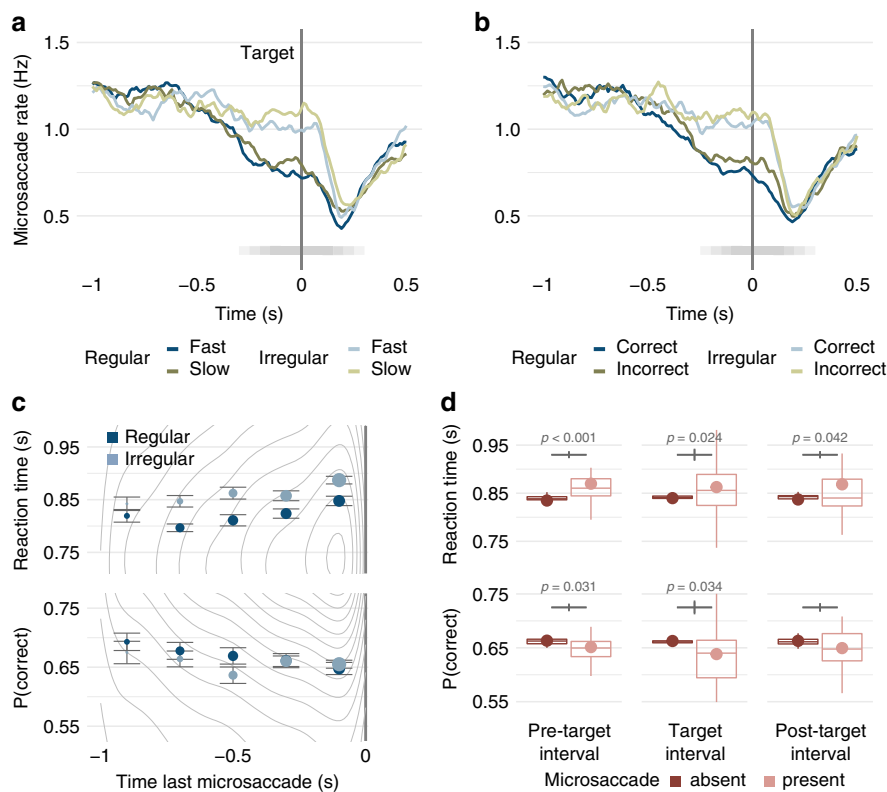 a
b
1.5
1.0
0.5
Microsaccade rate (Hz)
Target
−1
−0.5
0
0.5
Time (s)
Regular
Fast
Slow
Irregular
Fast
Slow
1.5
1.0
0.5
−1
−0.5
0
0.5
Time (s)
Regular
Correct
Incorrect
Irregular
Correct
Incorrect
c
Regular
Irregular
0.95
0.85
0.75
Reaction time (s)
0.75
0.65
0.55
P(correct)
−1
−0.5
0
Time last microsaccade (s)
d
p < 0.001
p = 0.024
p = 0.042
0.95
0.85
0.75
Reaction time (s)
p = 0.031
p = 0.034
0.75
0.65
0.55
P(correct)
Pre-target
interval
Target
interval
Post-target
interval
Microsaccade absent present